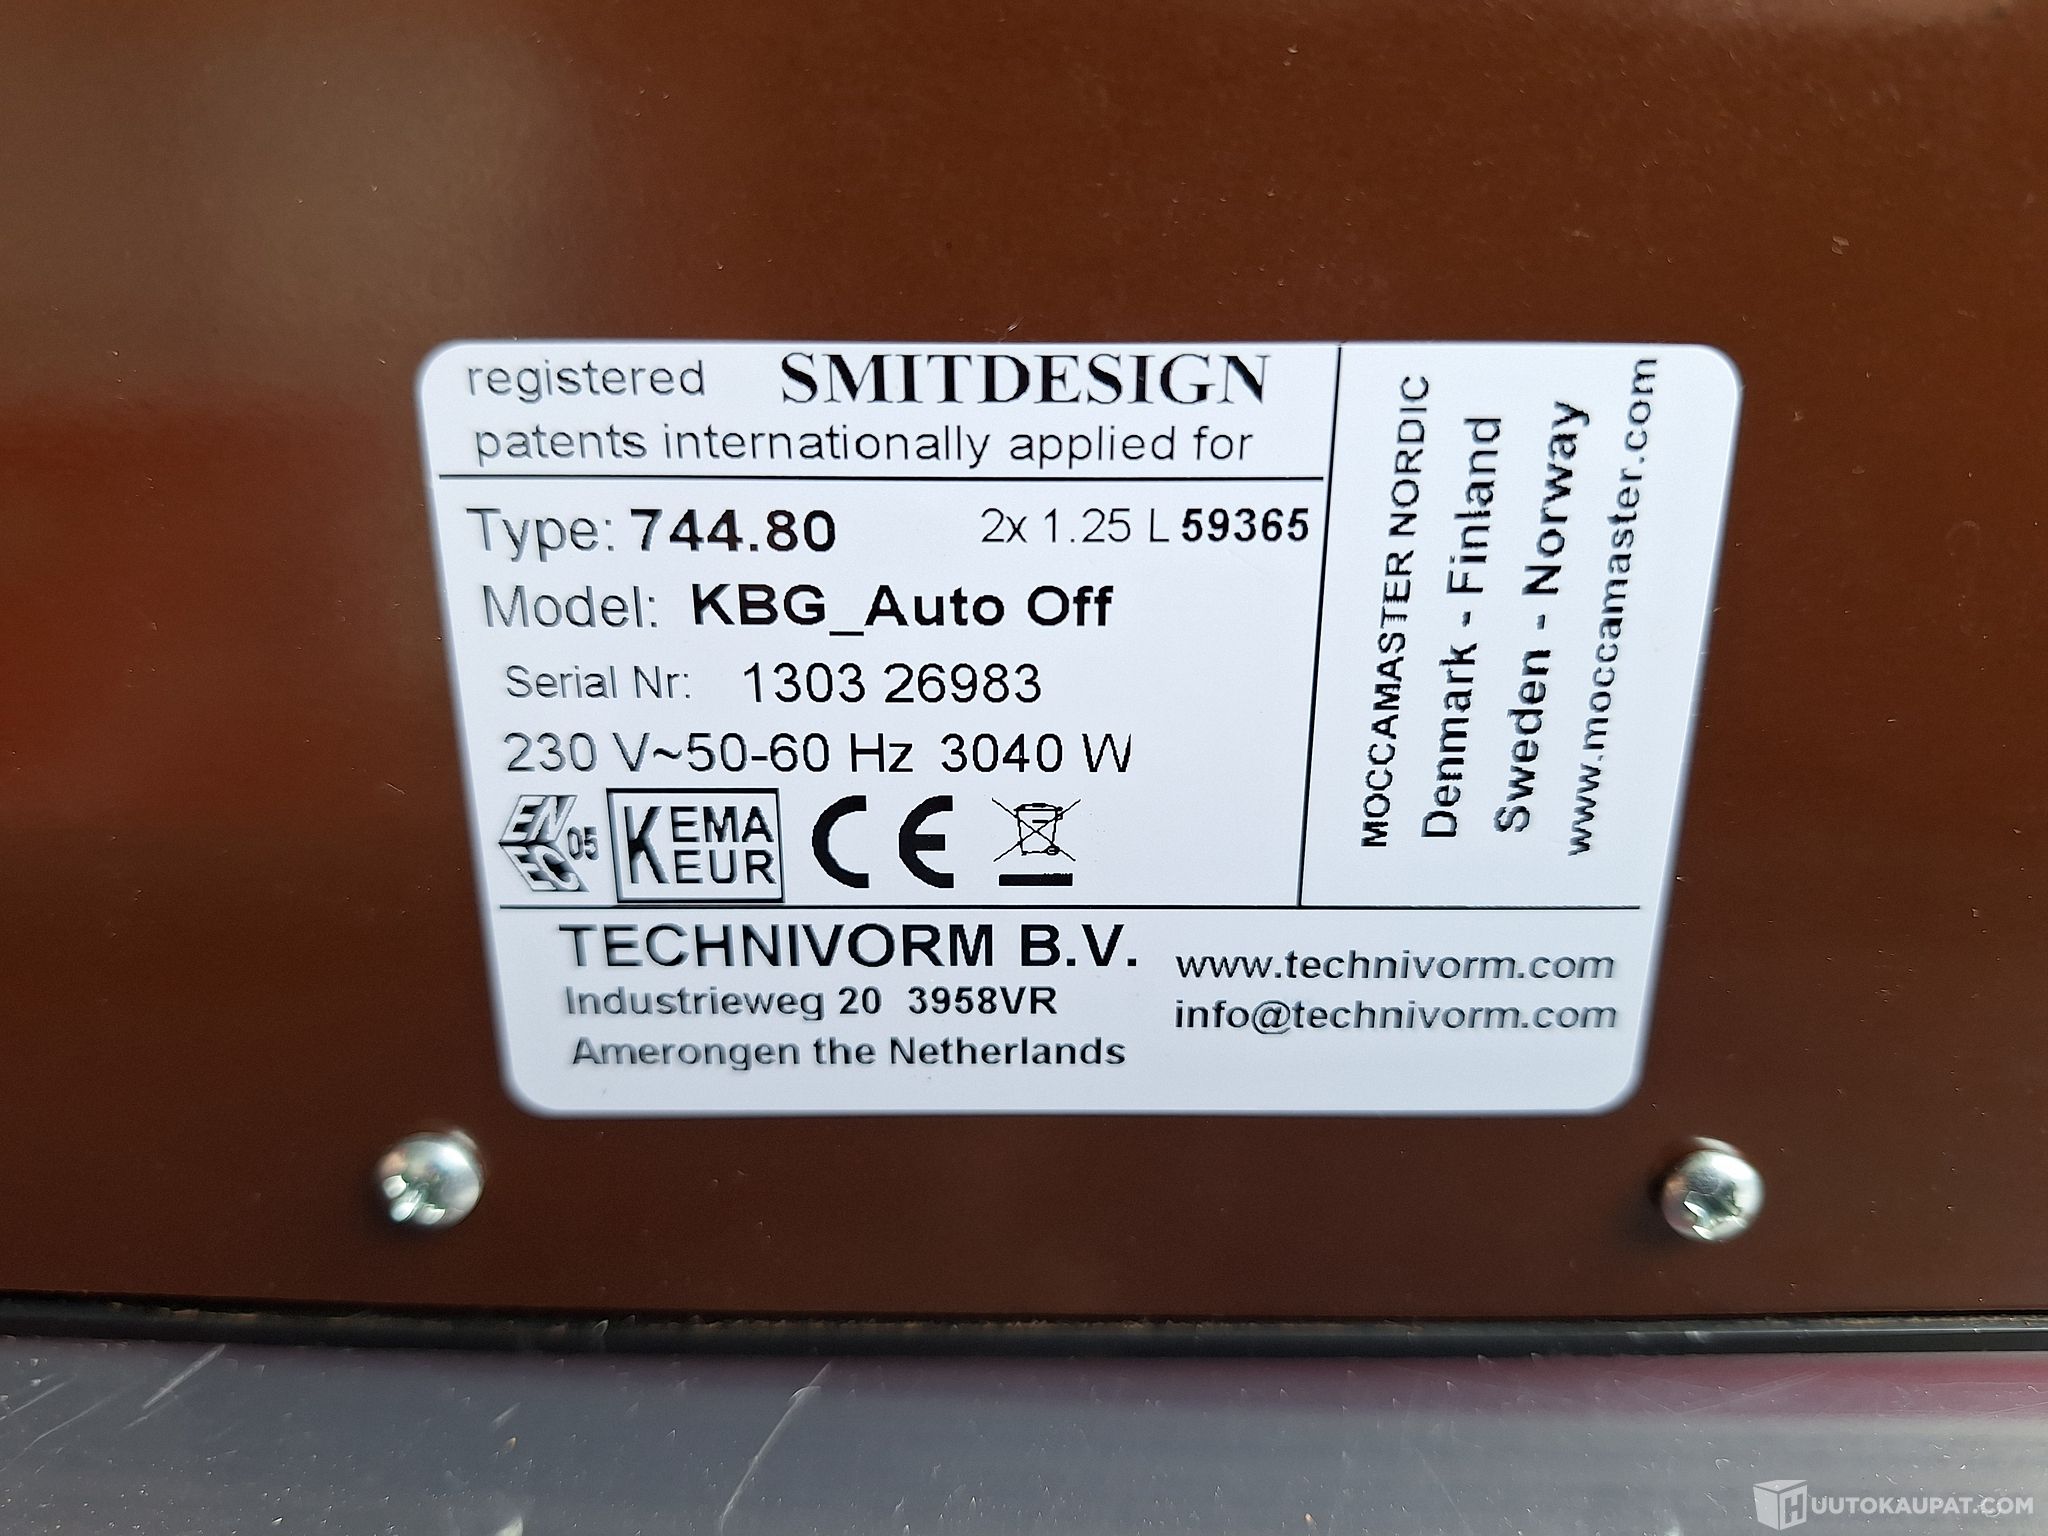 registered SMITDESIGN
patents internationally applied for
Type: 744.80 2x 1.25 L 59365
Model: KBG_Auto Off
Serial Nr: 1303 26983
230 V~50-60 Hz 3040 W
EN EC 05 KEMA KEUR CE
MOCCAMASTER NORDIC
Denmark - Finland
Sweden - Norway
www.moccamaster.com
TECHNIVORM B.V.
Industrieweg 20 3958VR
Amerongen the Netherlands
www.technivorm.com
info@technivorm.com
HUUTOKAUPAT.COM